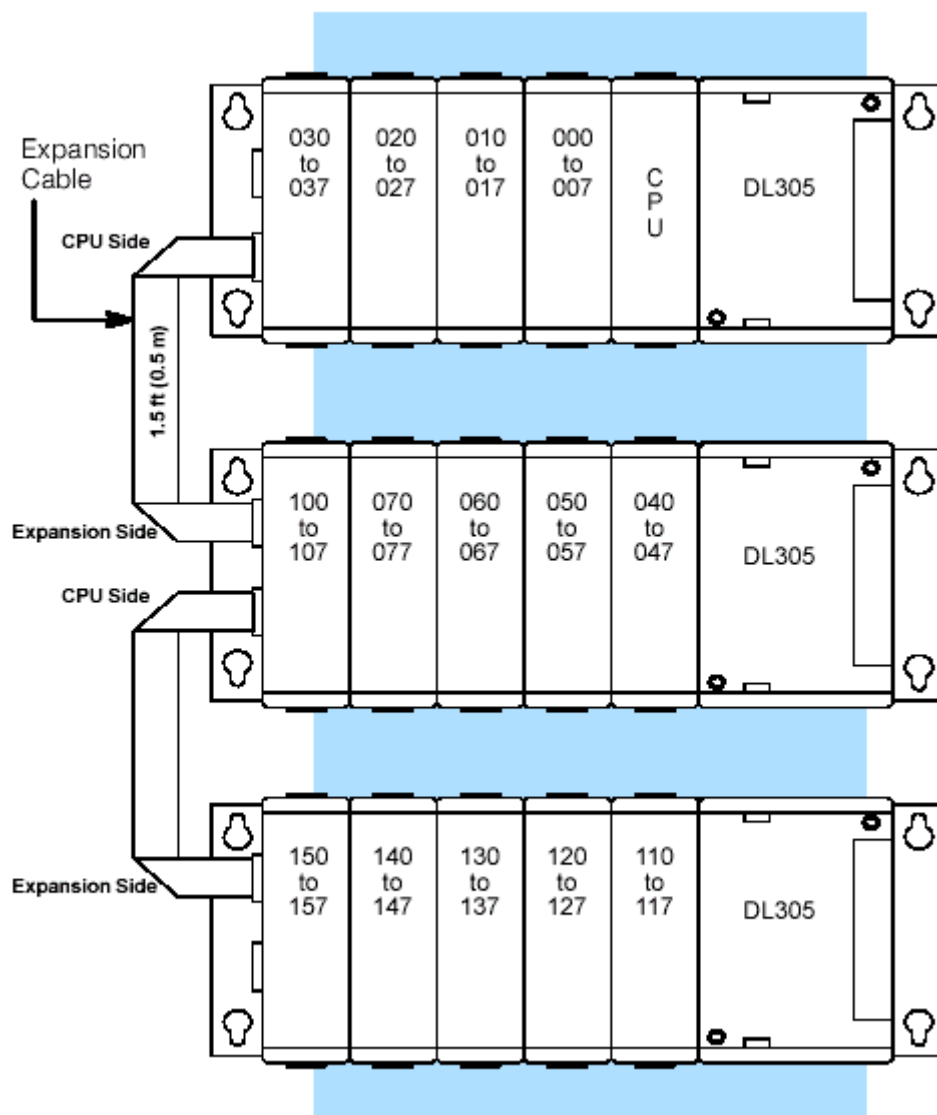 Expansion
Cable
CPU Side
1.5 ft (0.5 m)
Expansion Side
CPU Side
Expansion Side
030
to
037
020
to
027
010
to
017
000
to
007
C
P
U
DL305
100
to
107
070
to
077
060
to
067
050
to
057
040
to
047
DL305
150
to
157
140
to
147
130
to
137
120
to
127
110
to
117
DL305